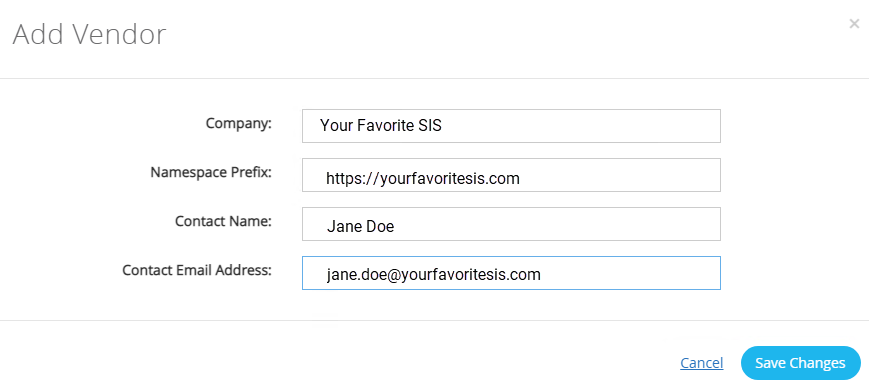 Add Vendor
×
Company: Your Favorite SIS
Namespace Prefix: https://yourfavoritesis.com
Contact Name: Jane Doe
Contact Email Address: jane.doe@yourfavoritesis.com
Cancel Save Changes